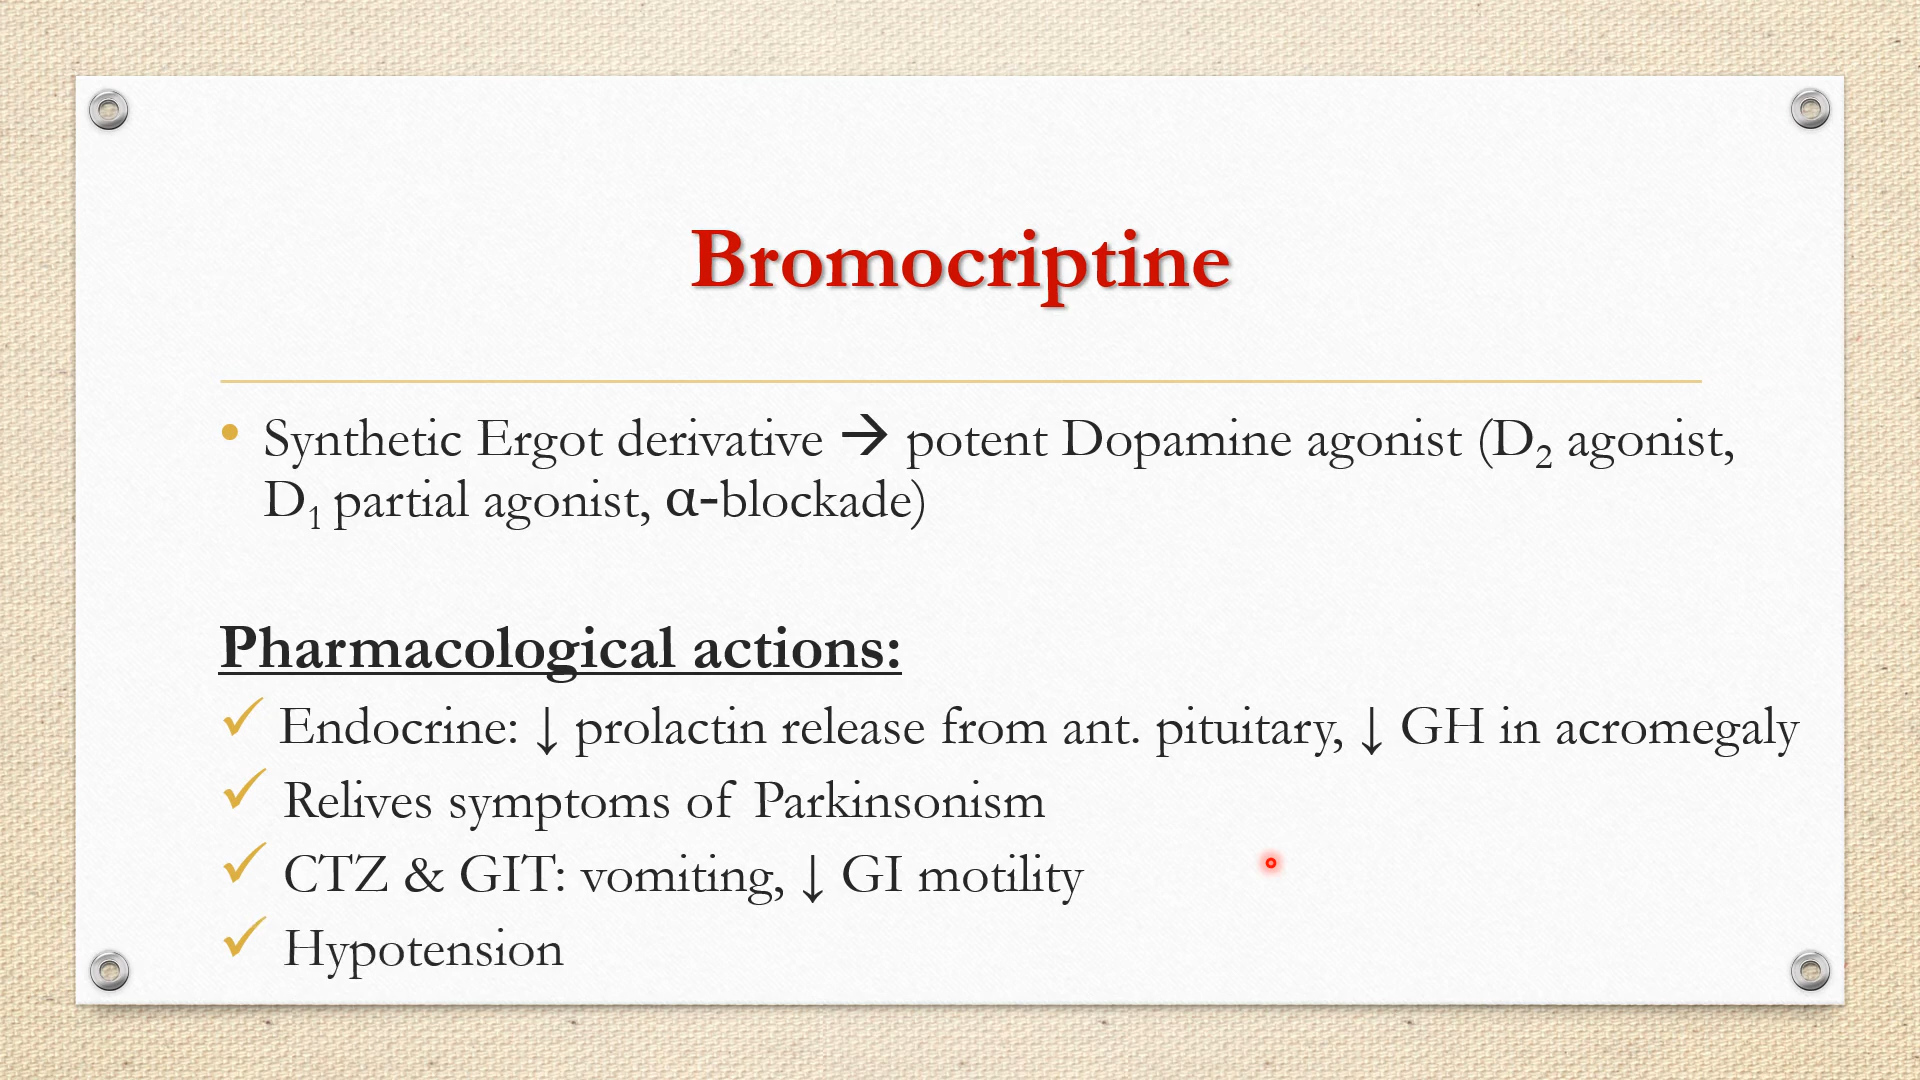 Bromocriptine
• Synthetic Ergot derivative → potent Dopamine agonist (D₂ agonist,
D₁ partial agonist, α-blockade)
Pharmacological actions:
✓ Endocrine: ↓ prolactin release from ant. pituitary, ↓ GH in acromegaly
✓ Relives symptoms of Parkinsonism
✓ CTZ & GIT: vomiting, ↓ GI motility
✓ Hypotension